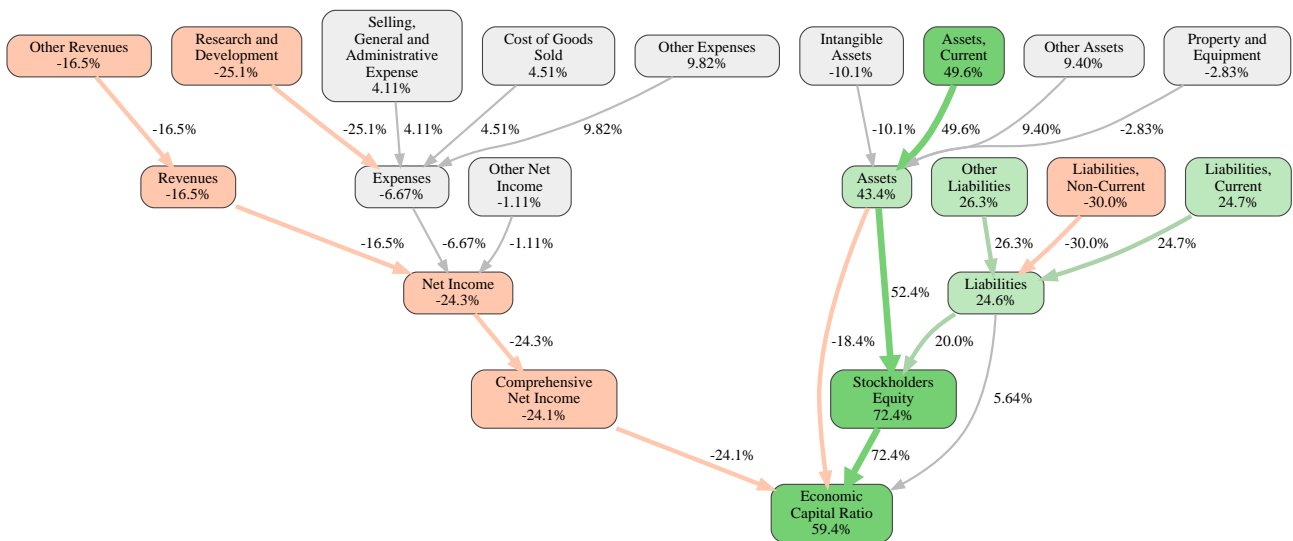 Other Revenues
-16.5%
Research and
Development
-25.1%
Selling,
General and
Administrative
Expense
4.11%
Cost of Goods
Sold
4.51%
Other Expenses
9.82%
Intangible
Assets
-10.1%
Assets,
Current
49.6%
Other Assets
9.40%
Property and
Equipment
-2.83%
-16.5%
-25.1%
4.11%
4.51%
9.82%
-10.1%
49.6%
9.40%
-2.83%
Revenues
-16.5%
Expenses
-6.67%
Other Net
Income
-1.11%
Assets
43.4%
Other
Liabilities
26.3%
Liabilities,
Non-Current
-30.0%
Liabilities,
Current
24.7%
-16.5%
-6.67%
-1.11%
26.3%
-30.0%
24.7%
Net Income
-24.3%
52.4%
Liabilities
24.6%
-24.3%
-18.4%
20.0%
Comprehensive
Net Income
-24.1%
Stockholders
Equity
72.4%
5.64%
-24.1%
72.4%
Economic
Capital Ratio
59.4%